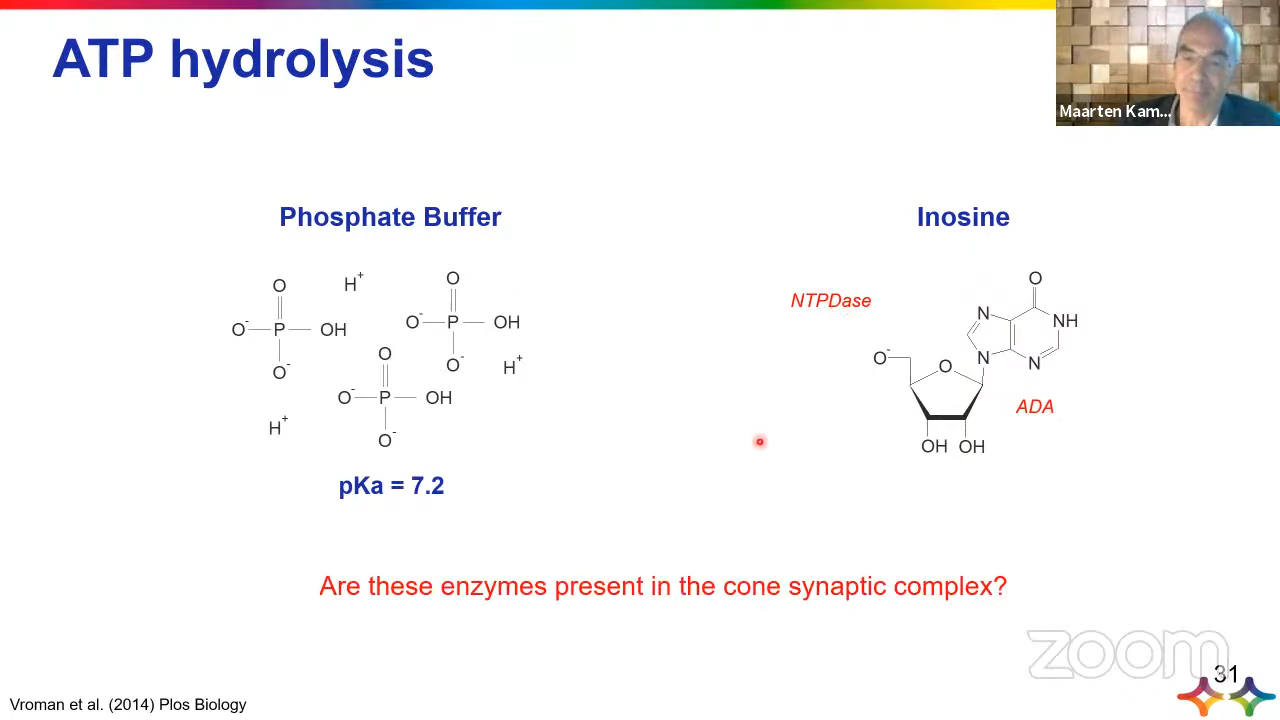 ATP hydrolysis
Maarten Kam...
Phosphate Buffer
Inosine
O
O⁻
P
OH
O⁻
H⁺
O
O⁻
P
OH
O⁻
H⁺
O
O⁻
P
OH
O⁻
H⁺
pKa = 7.2
NTPDase
O
N
NH
N
N
O⁻
O
ADA
OH
OH
Are these enzymes present in the cone synaptic complex?
zoom
31
Vroman et al. (2014) Plos Biology